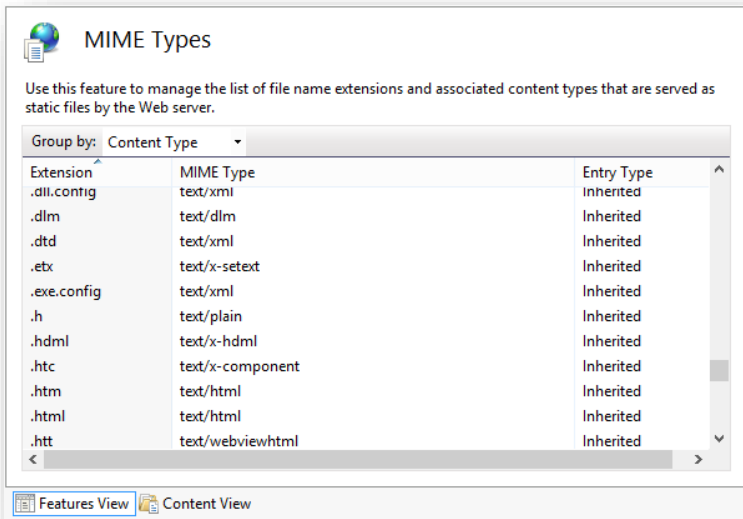 MIME Types
Use this feature to manage the list of file name extensions and associated content types that are served as
static files by the Web server.
Group by: Content Type
Extension MIME Type Entry Type
.dll.config text/xml Inherited
.dlm text/dlm Inherited
.dtd text/xml Inherited
.etx text/x-setext Inherited
.exe.config text/xml Inherited
.h text/plain Inherited
.hdml text/x-hdml Inherited
.htc text/x-component Inherited
.htm text/html Inherited
.html text/html Inherited
.htt text/webviewhtml Inherited
Features View Content View